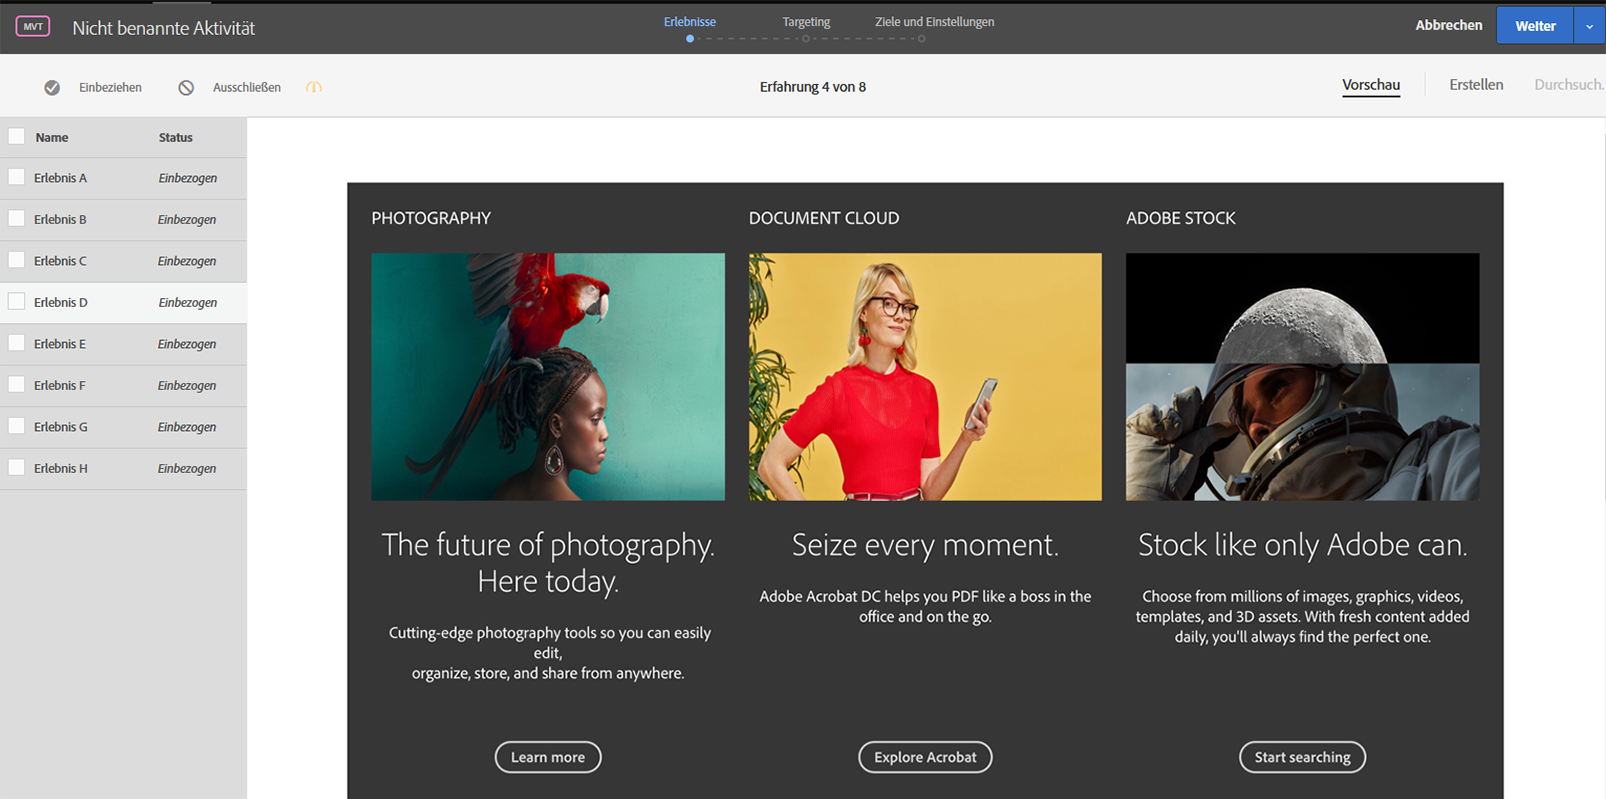 MVT
Nicht benannte Aktivität
Erlebnisse
Targeting
Ziele und Einstellungen
Abbrechen
Weiter
Einbeziehen
Ausschließen
Erfahrung 4 von 8
Vorschau
Erstellen
Durchsuch.
Name Status
Erlebnis A Einbezogen
Erlebnis B Einbezogen
Erlebnis C Einbezogen
Erlebnis D Einbezogen
Erlebnis E Einbezogen
Erlebnis F Einbezogen
Erlebnis G Einbezogen
Erlebnis H Einbezogen
PHOTOGRAPHY
The future of photography.
Here today.
Cutting-edge photography tools so you can easily
edit,
organize, store, and share from anywhere.
Learn more
DOCUMENT CLOUD
Seize every moment.
Adobe Acrobat DC helps you PDF like a boss in the
office and on the go.
Explore Acrobat
ADOBE STOCK
Stock like only Adobe can.
Choose from millions of images, graphics, videos,
templates, and 3D assets. With fresh content added
daily, you'll always find the perfect one.
Start searching